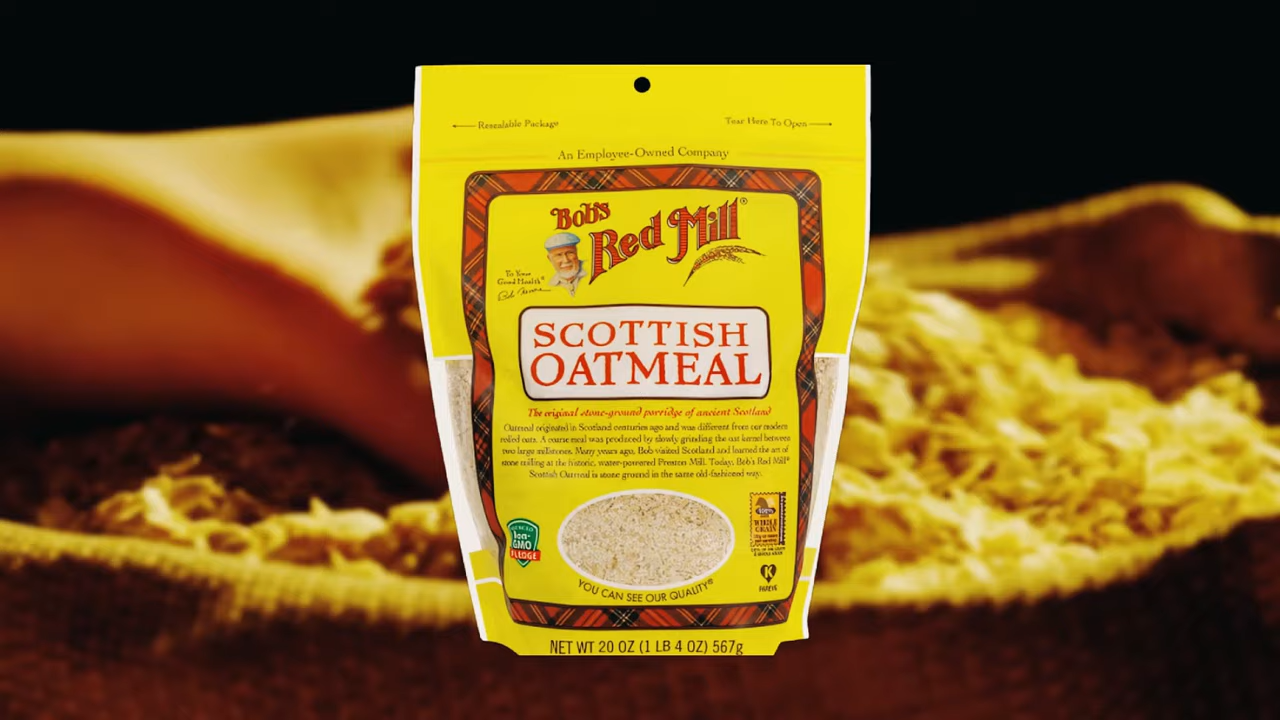 Resealable Package
Tear Here To Open
An Employee-Owned Company
Bob's
Red Mill®
To Your
Good Health®
Bob Moore
SCOTTISH
OATMEAL
The original stone-ground porridge of ancient Scotland
Oatmeal originated in Scotland centuries ago and was different from our modern
rolled oats. A coarse meal was produced by slowly grinding the oat kernel between
two large millstones. Many years ago, Bob visited Scotland and learned the art of
stone milling at the historic, water-powered Preston Mill. Today, Bob's Red Mill®
Scottish Oatmeal is stone ground in the same old-fashioned way.
Non-
GMO
PLEDGE
100%
WHOLE
GRAIN
K
PAREVE
YOU CAN SEE OUR QUALITY®
NET WT 20 OZ (1 LB 4 OZ) 567g